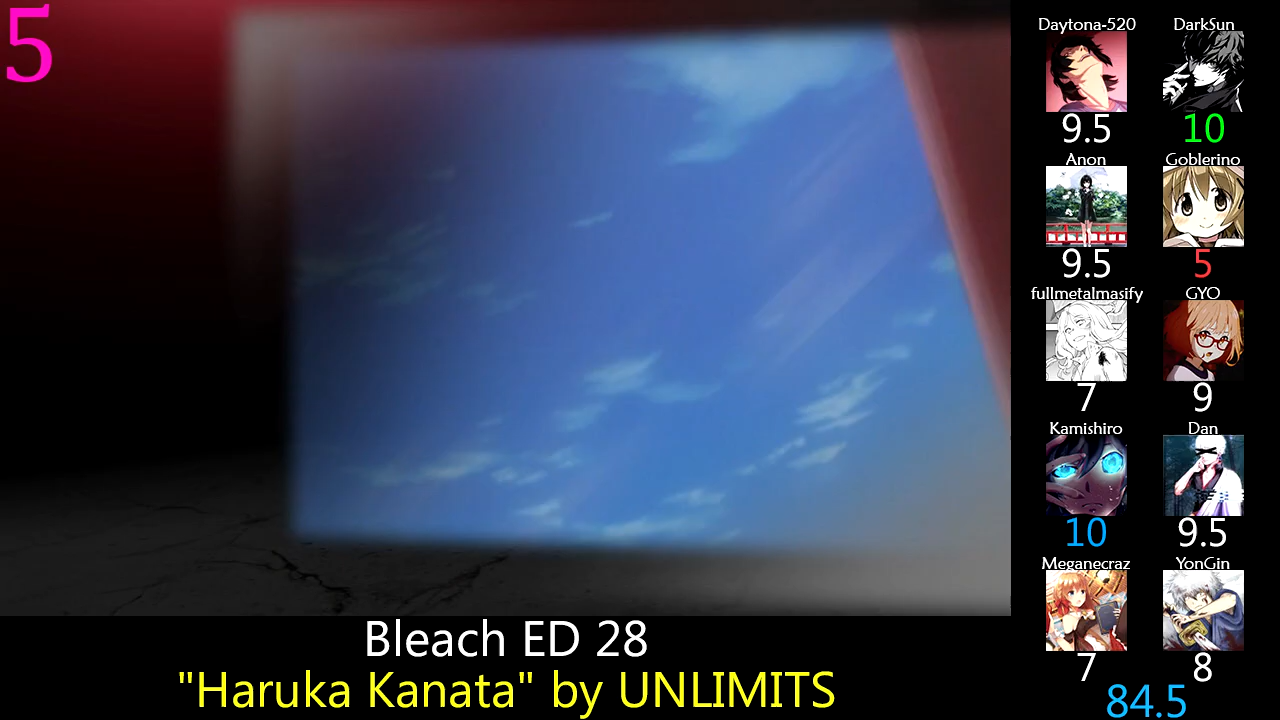 5
Daytona-520 DarkSun
9.5 10
Anon Goblerino
9.5 5
fullmetalmasify GYO
7 9
Kamishiro Dan
10 9.5
Meganecraz YonGin
7 8
84.5
Bleach ED 28
"Haruka Kanata" by UNLIMITS